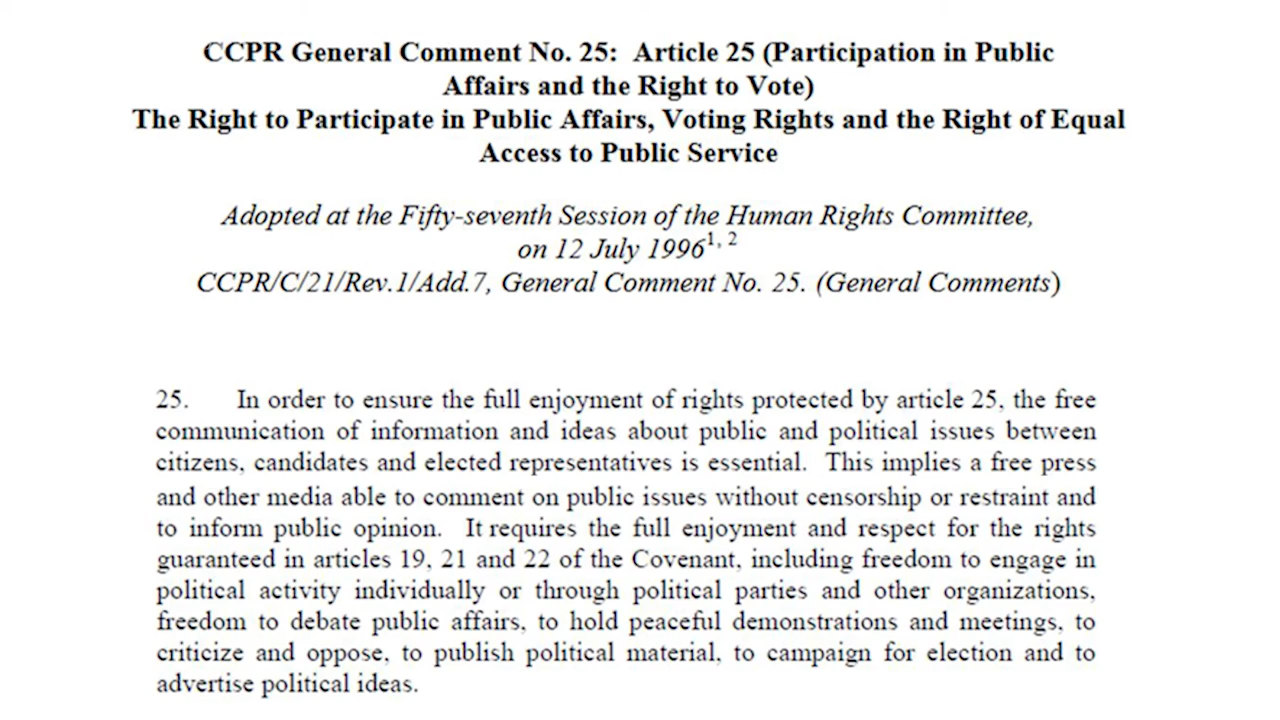 CCPR General Comment No. 25: Article 25 (Participation in Public
Affairs and the Right to Vote)
The Right to Participate in Public Affairs, Voting Rights and the Right of Equal
Access to Public Service
Adopted at the Fifty-seventh Session of the Human Rights Committee,
on 12 July 1996¹, ²
CCPR/C/21/Rev.1/Add.7, General Comment No. 25. (General Comments)
25. In order to ensure the full enjoyment of rights protected by article 25, the free
communication of information and ideas about public and political issues between
citizens, candidates and elected representatives is essential. This implies a free press
and other media able to comment on public issues without censorship or restraint and
to inform public opinion. It requires the full enjoyment and respect for the rights
guaranteed in articles 19, 21 and 22 of the Covenant, including freedom to engage in
political activity individually or through political parties and other organizations,
freedom to debate public affairs, to hold peaceful demonstrations and meetings, to
criticize and oppose, to publish political material, to campaign for election and to
advertise political ideas.